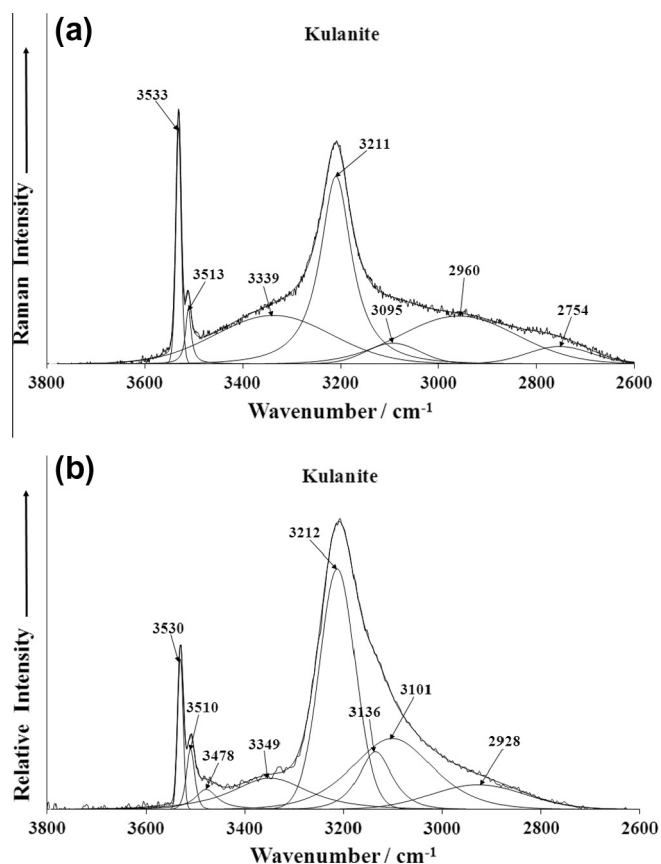 (a)
Kulanite
3533
3211
3513
3339
2960
3095
2754
Raman Intensity
3800 3600 3400 3200 3000 2800 2600
Wavenumber / cm-1
(b)
Kulanite
3212
3530
3510
3101
3136
3478
3349
2928
Relative Intensity
3800 3600 3400 3200 3000 2800 2600
Wavenumber / cm-1